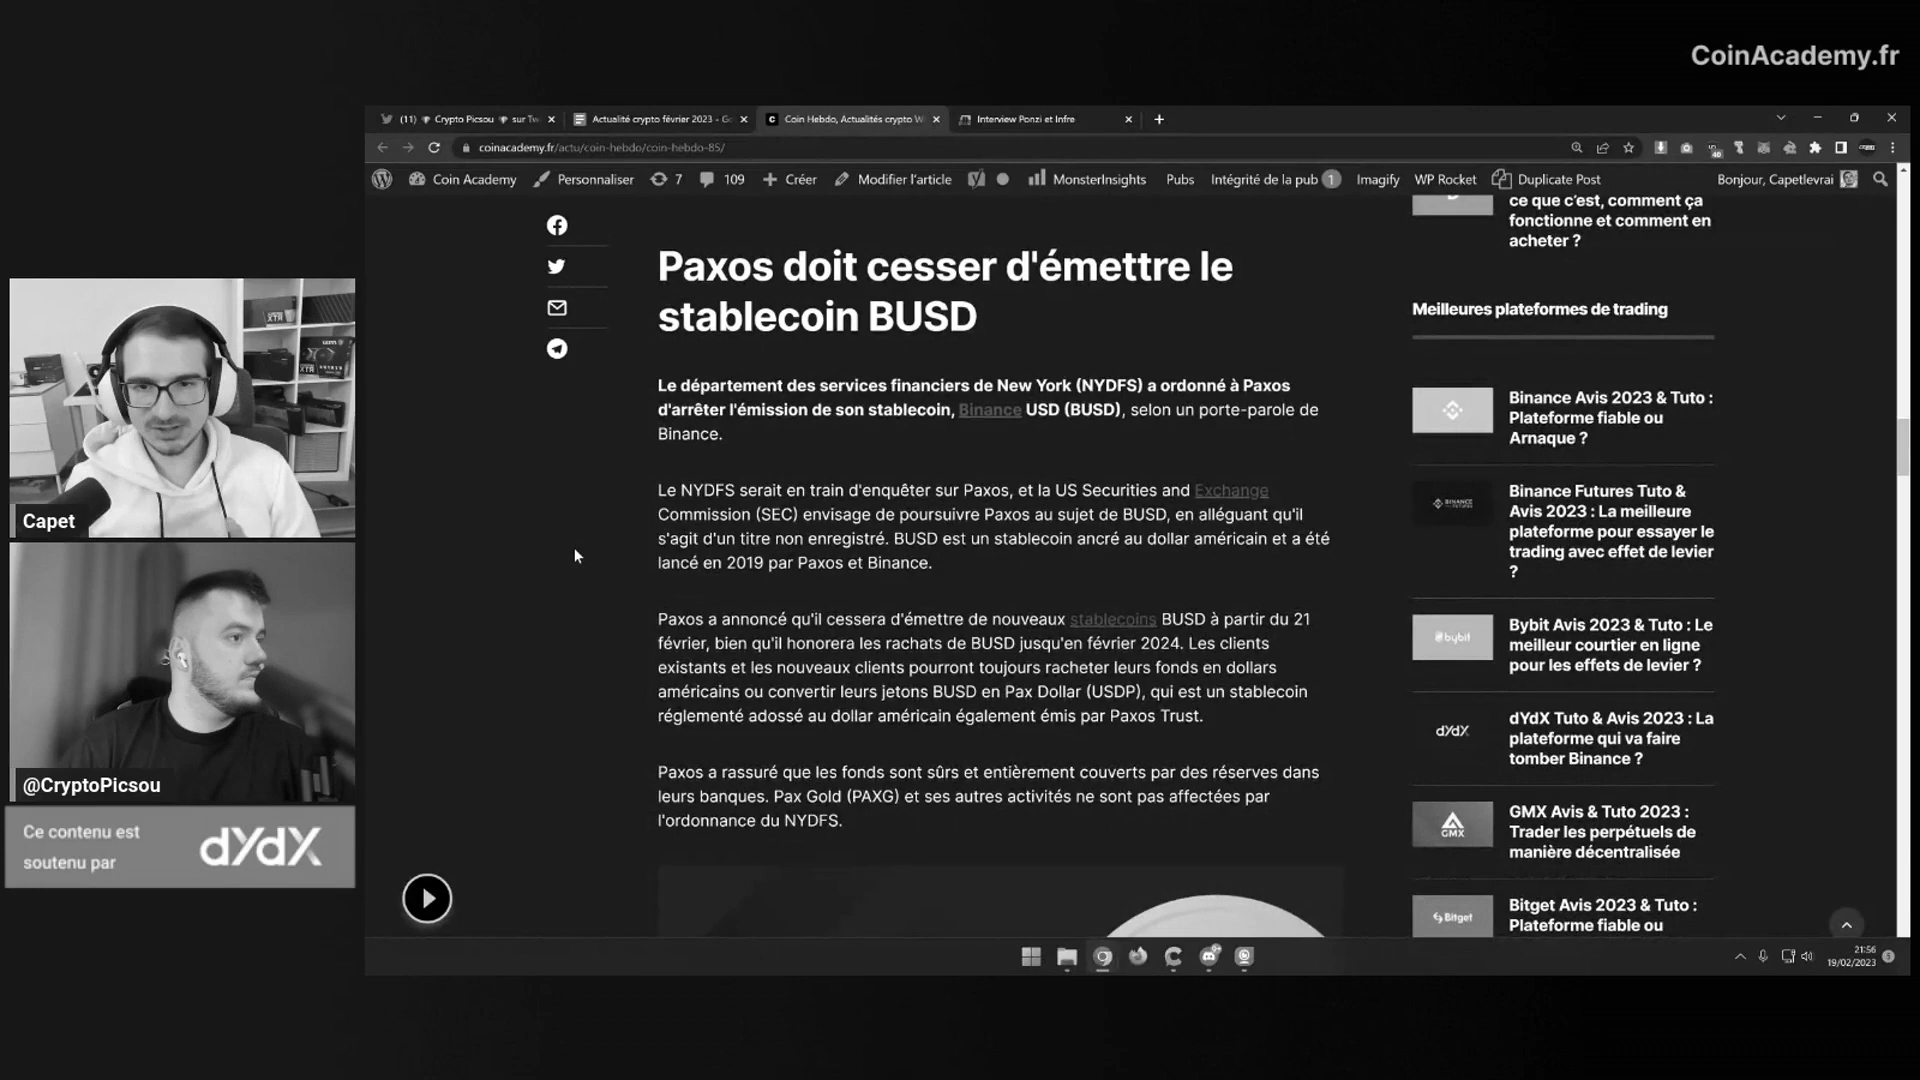 CoinAcademy.fr
(11) Crypto Picsou sur Tw
Actualité crypto février 2023 - Go
Coin Hebdo, Actualités crypto W
Interview Ponzi et Infre
coinacademy.fr/actu/coin-hebdo/coin-hebdo-85/
Coin Academy
Personnaliser
7
109
Créer
Modifier l'article
MonsterInsights
Pubs
Intégrité de la pub 1
Imagify
WP Rocket
Duplicate Post
Bonjour, Capetlevrai
Paxos doit cesser d'émettre le
stablecoin BUSD
Le département des services financiers de New York (NYDFS) a ordonné à Paxos
d'arrêter l'émission de son stablecoin, Binance USD (BUSD), selon un porte-parole de
Binance.
Le NYDFS serait en train d'enquêter sur Paxos, et la US Securities and Exchange
Commission (SEC) envisage de poursuivre Paxos au sujet de BUSD, en alléguant qu'il
s'agit d'un titre non enregistré. BUSD est un stablecoin ancré au dollar américain et a été
lancé en 2019 par Paxos et Binance.
Paxos a annoncé qu'il cessera d'émettre de nouveaux stablecoins BUSD à partir du 21
février, bien qu'il honorera les rachats de BUSD jusqu'en février 2024. Les clients
existants et les nouveaux clients pourront toujours racheter leurs fonds en dollars
américains ou convertir leurs jetons BUSD en Pax Dollar (USDP), qui est un stablecoin
réglementé adossé au dollar américain également émis par Paxos Trust.
Paxos a rassuré que les fonds sont sûrs et entièrement couverts par des réserves dans
leurs banques. Pax Gold (PAXG) et ses autres activités ne sont pas affectées par
l'ordonnance du NYDFS.
ce que c'est, comment ça
fonctionne et comment en
acheter ?
Meilleures plateformes de trading
Binance Avis 2023 & Tuto :
Plateforme fiable ou
Arnaque ?
BINANCE
FUTURES
Binance Futures Tuto &
Avis 2023 : La meilleure
plateforme pour essayer le
trading avec effet de levier
?
bybit
Bybit Avis 2023 & Tuto : Le
meilleur courtier en ligne
pour les effets de levier ?
dYdX
dYdX Tuto & Avis 2023 : La
plateforme qui va faire
tomber Binance ?
GMX
GMX Avis & Tuto 2023 :
Trader les perpétuels de
manière décentralisée
Bitget
Bitget Avis 2023 & Tuto :
Plateforme fiable ou
Capet
@CryptoPicsou
Ce contenu est
soutenu par
dYdX
21:56
19/02/2023
5